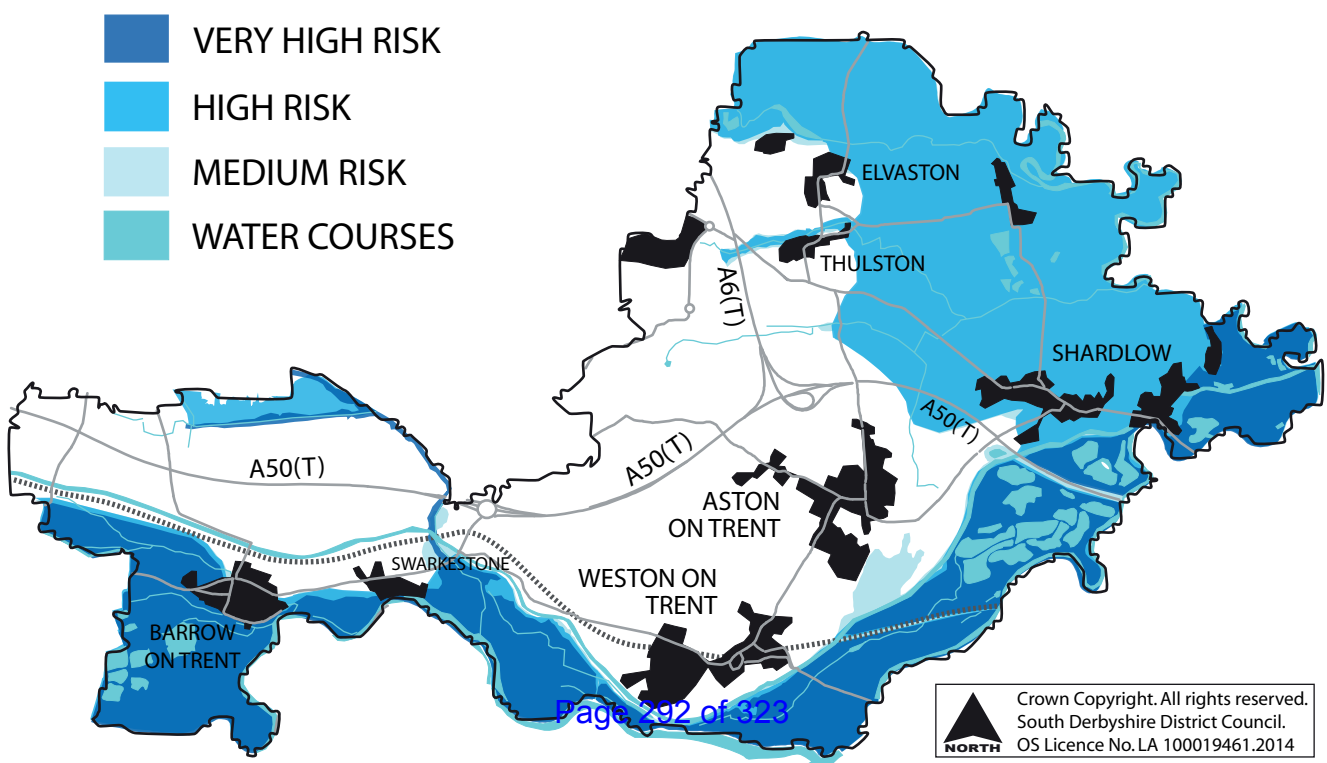 VERY HIGH RISK
HIGH RISK
MEDIUM RISK
WATER COURSES
ELVASTON
THULSTON
A6(T)
SHARDLOW
A50(T)
A50(T)
A50(T)
ASTON
ON TRENT
SWARKESTONE
WESTON ON
TRENT
BARROW
ON TRENT
Page 292 of 323
NORTH
Crown Copyright. All rights reserved.
South Derbyshire District Council.
OS Licence No. LA 100019461.2014